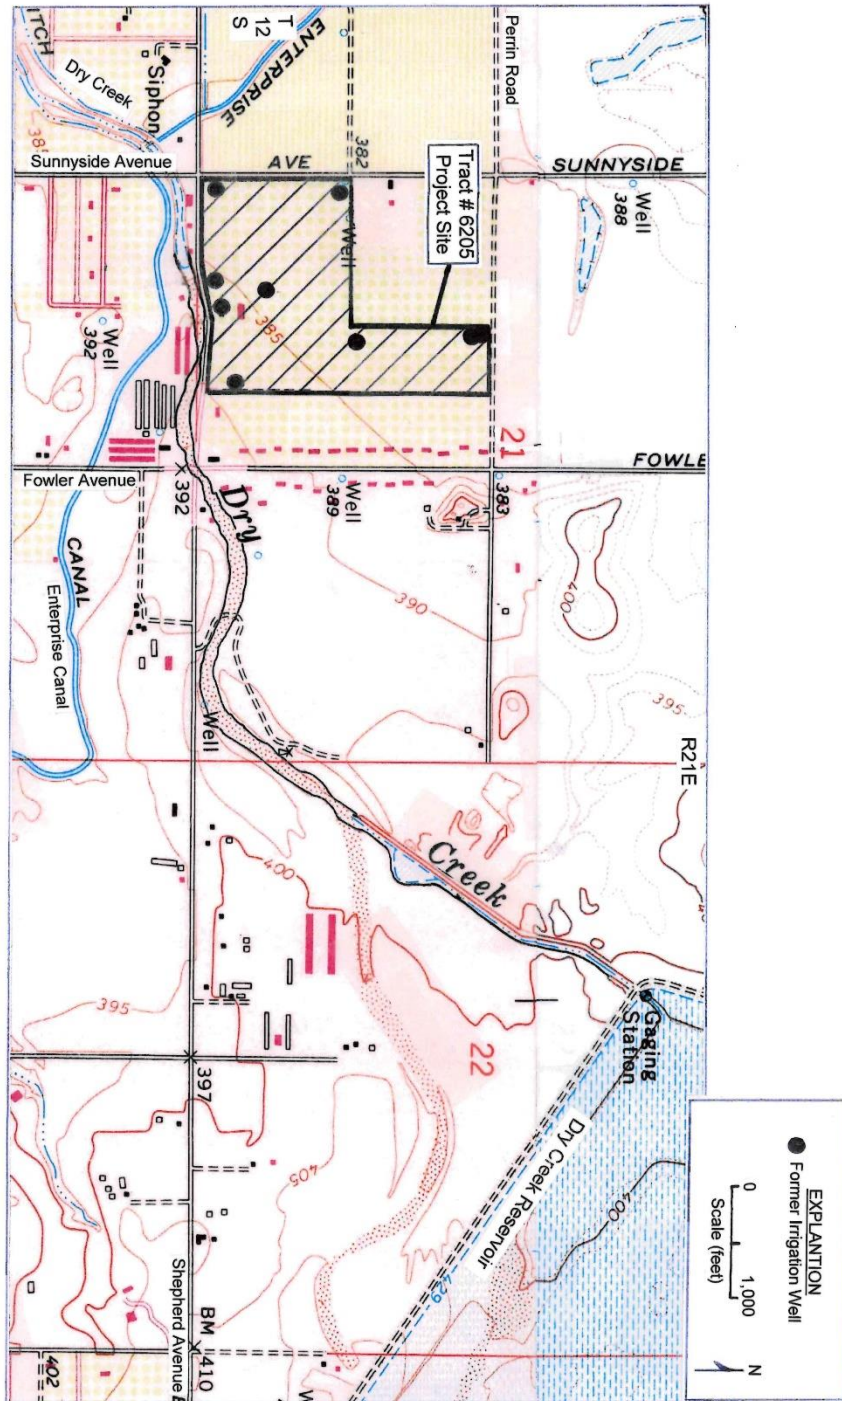 EXPLANTION
Former Irrigation Well
0
1,000
Scale (feet)
N
T
12
S
ENTERPRISE
ITCH
Dry Creek
Siphon
385
Sunnyside Avenue
AVE
382
Perrin Road
SUNNYSIDE
Tract # 6205
Project Site
Well
388
Well
385
Well
392
21
FOWLE
Fowler Avenue
392
Dry
Well
389
383
400
CANAL
Enterprise Canal
390
395
R21E
Well
Creek
400
Gaging
Station
395
22
397
Dry Creek Reservoir
400
405
429
Shepherd Avenue
BM
410
402